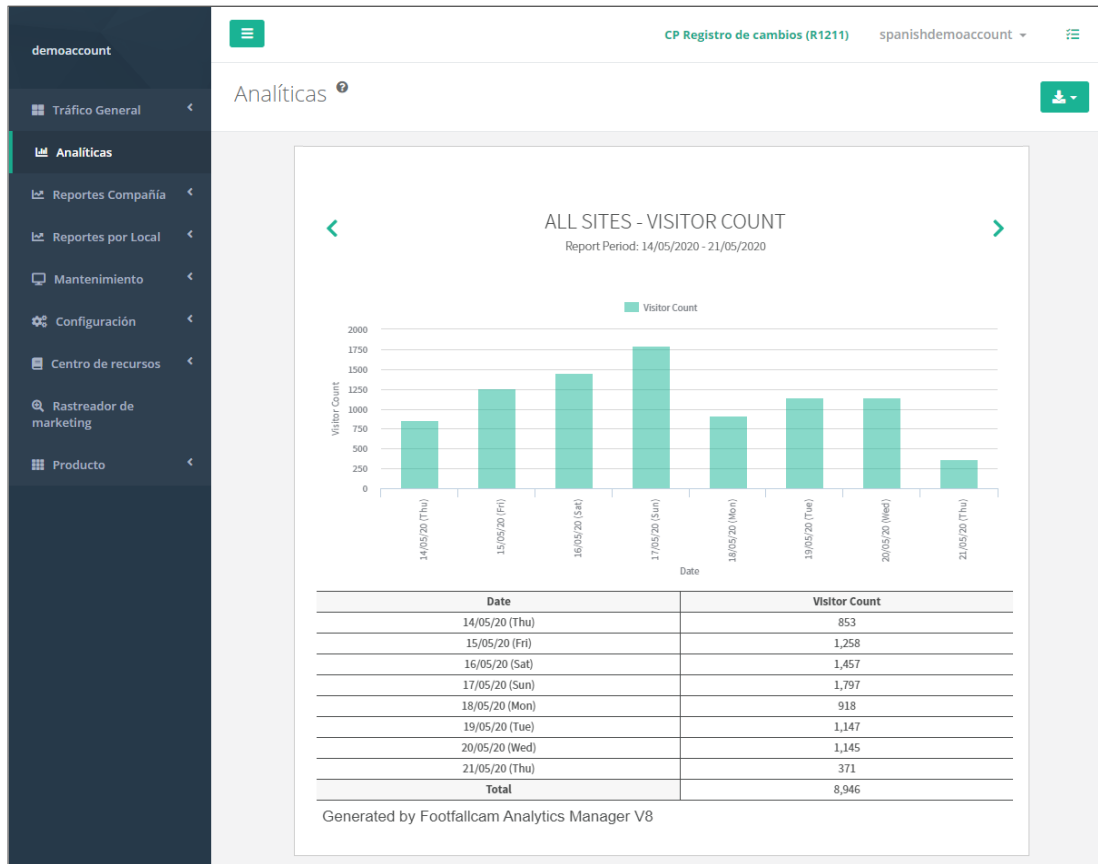 demoaccount
CP Registro de cambios (R1211)
spanishdemoaccount
Tráfico General
Analíticas
Reportes Compañía
Reportes por Local
Mantenimiento
Configuración
Centro de recursos
Rastreador de
marketing
Producto
Analíticas ?
ALL SITES - VISITOR COUNT
Report Period: 14/05/2020 - 21/05/2020
Visitor Count
2000
1750
1500
1250
1000
750
500
250
0
Visitor Count
14/05/20 (Thu)
15/05/20 (Fri)
16/05/20 (Sat)
17/05/20 (Sun)
18/05/20 (Mon)
19/05/20 (Tue)
20/05/20 (Wed)
21/05/20 (Thu)
Date
Date Visitor Count
14/05/20 (Thu) 853
15/05/20 (Fri) 1,258
16/05/20 (Sat) 1,457
17/05/20 (Sun) 1,797
18/05/20 (Mon) 918
19/05/20 (Tue) 1,147
20/05/20 (Wed) 1,145
21/05/20 (Thu) 371
Total 8,946
Generated by Footfallcam Analytics Manager V8